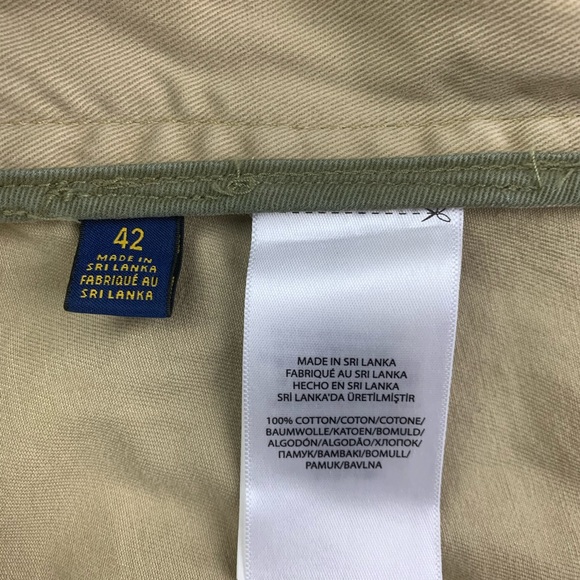 42
MADE IN
SRI LANKA
FABRIQUÉ AU
SRI LANKA
MADE IN SRI LANKA
FABRIQUÉ AU SRI LANKA
HECHO EN SRI LANKA
SRİ LANKA'DA ÜRETİLMİŞTİR
100% COTTON/COTON/COTONE/
BAUMWOLLE/KATOEN/BOMULD/
ALGODÓN/ALGODÃO/ХЛОПОК/
ПАМУК/BAMBAKI/BOMULL/
PAMUK/BAVLNA